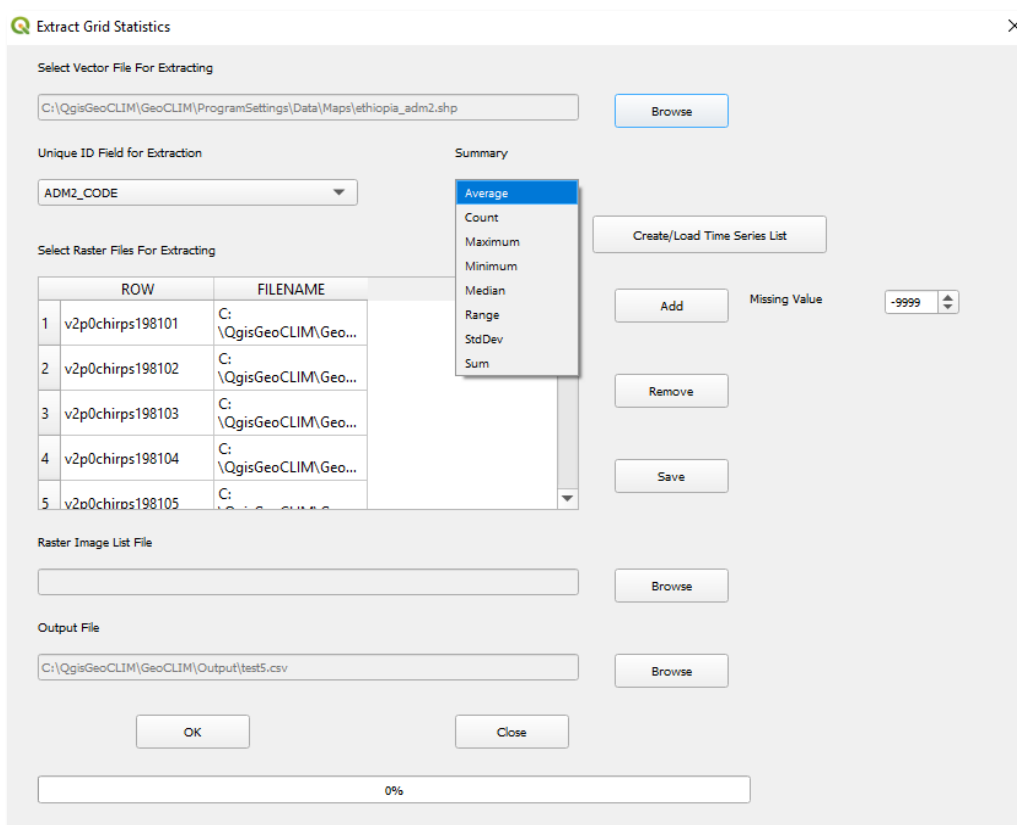 Extract Grid Statistics
Select Vector File For Extracting
C:\QgisGeoCLIM\GeoCLIM\ProgramSettings\Data\Maps\ethiopia_adm2.shp
Browse
Unique ID Field for Extraction
Summary
ADM2_CODE
Average
Count
Maximum
Minimum
Median
Range
StdDev
Sum
Create/Load Time Series List
Select Raster Files For Extracting
ROW FILENAME
1 v2p0chirps198101 C:
\QgisGeoCLIM\Geo...
2 v2p0chirps198102 C:
\QgisGeoCLIM\Geo...
3 v2p0chirps198103 C:
\QgisGeoCLIM\Geo...
4 v2p0chirps198104 C:
\QgisGeoCLIM\Geo...
5 v2p0chirps198105 C:
Add
Missing Value
-9999
Remove
Save
Raster Image List File
Browse
Output File
C:\QgisGeoCLIM\GeoCLIM\Output\test5.csv
Browse
OK
Close
0%